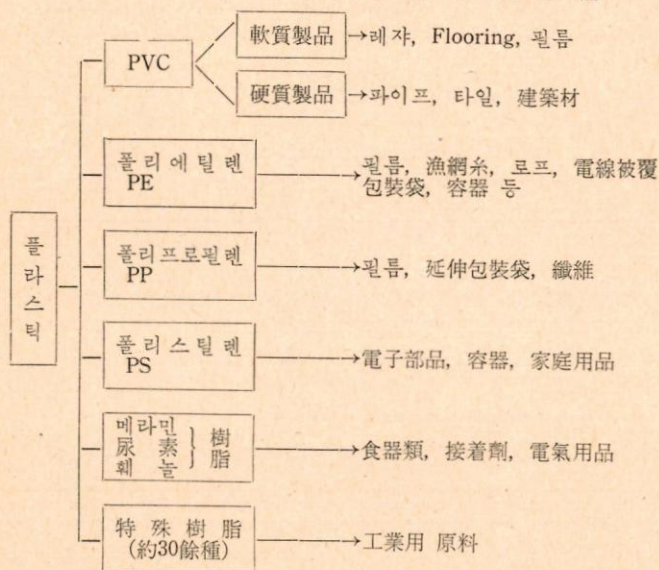 플라스틱
PVC
軟質製品→레쟈, Flooring, 필름
硬質製品→파이프, 타일, 建築材
폴리에틸렌
PE
→필름, 漁網糸, 로프, 電線被覆
包裝袋, 容器 등
폴리프로필렌
PP
→필름, 延伸包裝袋, 纖維
폴리스틸렌
PS
→電子部品, 容器, 家庭用品
메라민
尿素
훼놀
樹脂
→食器類, 接着劑, 電氣用品
特殊樹脂
(約30餘種)
→工業用 原料